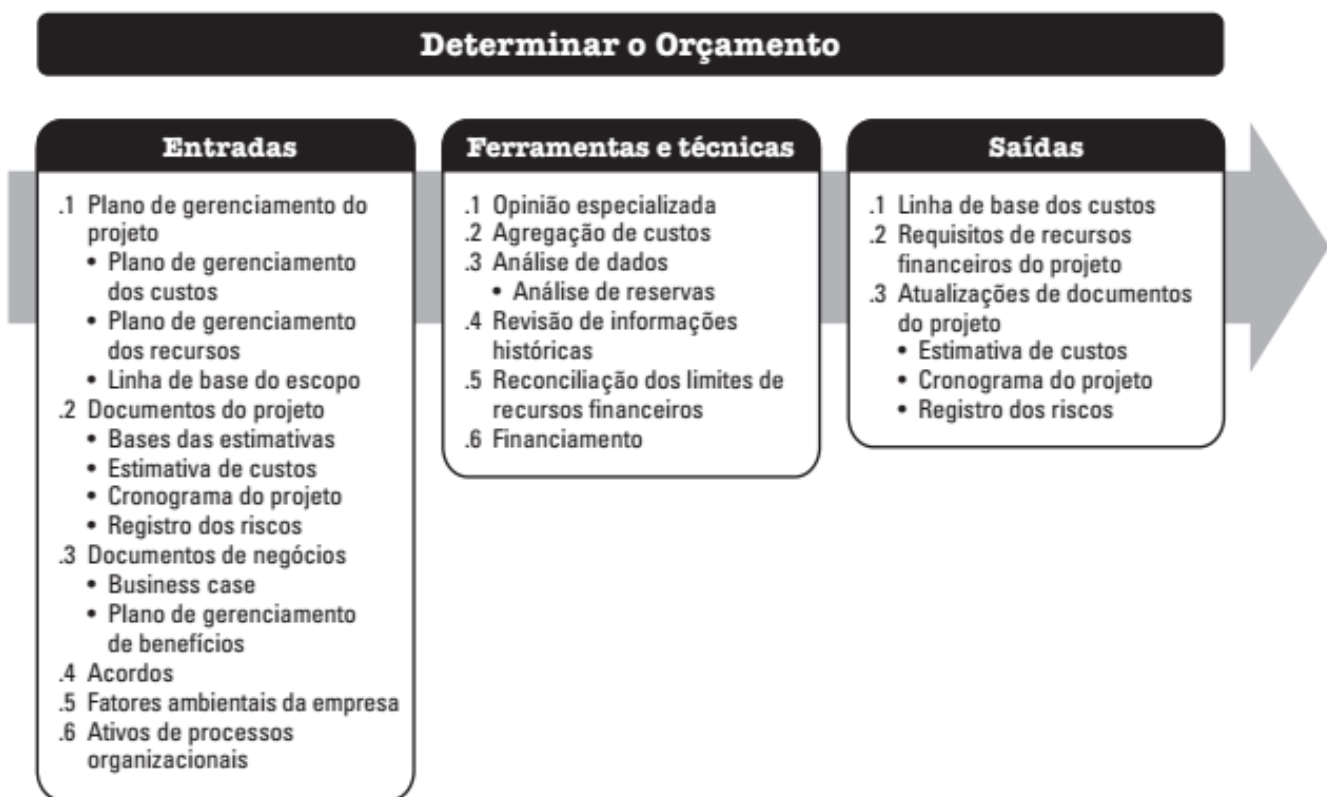 Determinar o Orçamento
Entradas
.1 Plano de gerenciamento do
projeto
• Plano de gerenciamento
dos custos
• Plano de gerenciamento
dos recursos
• Linha de base do escopo
.2 Documentos do projeto
• Bases das estimativas
• Estimativa de custos
• Cronograma do projeto
• Registro dos riscos
.3 Documentos de negócios
• Business case
• Plano de gerenciamento
de benefícios
.4 Acordos
.5 Fatores ambientais da empresa
.6 Ativos de processos
organizacionais
Ferramentas e técnicas
.1 Opinião especializada
.2 Agregação de custos
.3 Análise de dados
• Análise de reservas
.4 Revisão de informações
históricas
.5 Reconciliação dos limites de
recursos financeiros
.6 Financiamento
Saídas
.1 Linha de base dos custos
.2 Requisitos de recursos
financeiros do projeto
.3 Atualizações de documentos
do projeto
• Estimativa de custos
• Cronograma do projeto
• Registro dos riscos